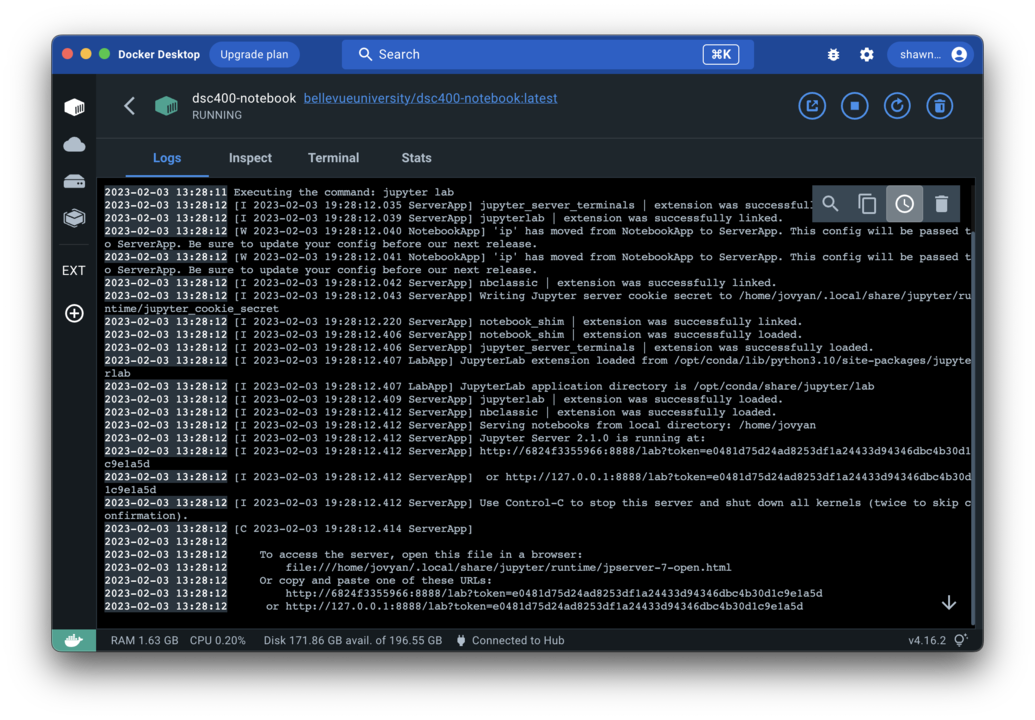 Docker Desktop Upgrade plan Search ⌘K shawn...
dsc400-notebook bellevueuniversity/dsc400-notebook:latest
RUNNING
Logs Inspect Terminal Stats
2023-02-03 13:28:11 Executing the command: jupyter lab
2023-02-03 13:28:12 [I 2023-02-03 19:28:12.035 ServerApp] jupyter_server_terminals | extension was successful
2023-02-03 13:28:12 [I 2023-02-03 19:28:12.039 ServerApp] jupyterlab | extension was successfully linked.
2023-02-03 13:28:12 [W 2023-02-03 19:28:12.040 NotebookApp] 'ip' has moved from NotebookApp to ServerApp. This config will be passed t
o ServerApp. Be sure to update your config before our next release.
2023-02-03 13:28:12 [W 2023-02-03 19:28:12.041 NotebookApp] 'ip' has moved from NotebookApp to ServerApp. This config will be passed t
o ServerApp. Be sure to update your config before our next release.
2023-02-03 13:28:12 [I 2023-02-03 19:28:12.042 ServerApp] nbclassic | extension was successfully linked.
2023-02-03 13:28:12 [I 2023-02-03 19:28:12.043 ServerApp] Writing Jupyter server cookie secret to /home/jovyan/.local/share/jupyter/ru
ntime/jupyter_cookie_secret
2023-02-03 13:28:12 [I 2023-02-03 19:28:12.220 ServerApp] notebook_shim | extension was successfully linked.
2023-02-03 13:28:12 [I 2023-02-03 19:28:12.406 ServerApp] notebook_shim | extension was successfully loaded.
2023-02-03 13:28:12 [I 2023-02-03 19:28:12.406 ServerApp] jupyter_server_terminals | extension was successfully loaded.
2023-02-03 13:28:12 [I 2023-02-03 19:28:12.407 LabApp] JupyterLab extension loaded from /opt/conda/lib/python3.10/site-packages/jupyte
rlab
2023-02-03 13:28:12 [I 2023-02-03 19:28:12.407 LabApp] JupyterLab application directory is /opt/conda/share/jupyter/lab
2023-02-03 13:28:12 [I 2023-02-03 19:28:12.409 ServerApp] jupyterlab | extension was successfully loaded.
2023-02-03 13:28:12 [I 2023-02-03 19:28:12.412 ServerApp] nbclassic | extension was successfully loaded.
2023-02-03 13:28:12 [I 2023-02-03 19:28:12.412 ServerApp] Serving notebooks from local directory: /home/jovyan
2023-02-03 13:28:12 [I 2023-02-03 19:28:12.412 ServerApp] Jupyter Server 2.1.0 is running at:
2023-02-03 13:28:12 [I 2023-02-03 19:28:12.412 ServerApp] http://6824f3355966:8888/lab?token=e0481d75d24ad8253df1a24433d94346dbc4b30d1
c9e1a5d
2023-02-03 13:28:12 [I 2023-02-03 19:28:12.412 ServerApp]  or http://127.0.0.1:8888/lab?token=e0481d75d24ad8253df1a24433d94346dbc4b30d
1c9e1a5d
2023-02-03 13:28:12 [I 2023-02-03 19:28:12.412 ServerApp] Use Control-C to stop this server and shut down all kernels (twice to skip c
onfirmation).
2023-02-03 13:28:12 [C 2023-02-03 19:28:12.414 ServerApp]
2023-02-03 13:28:12
2023-02-03 13:28:12 To access the server, open this file in a browser:
2023-02-03 13:28:12 file:///home/jovyan/.local/share/jupyter/runtime/jpserver-7-open.html
2023-02-03 13:28:12 Or copy and paste one of these URLs:
2023-02-03 13:28:12 http://6824f3355966:8888/lab?token=e0481d75d24ad8253df1a24433d94346dbc4b30d1c9e1a5d
2023-02-03 13:28:12 or http://127.0.0.1:8888/lab?token=e0481d75d24ad8253df1a24433d94346dbc4b30d1c9e1a5d
EXT
RAM 1.63 GB CPU 0.20% Disk 171.86 GB avail. of 196.55 GB Connected to Hub v4.16.2